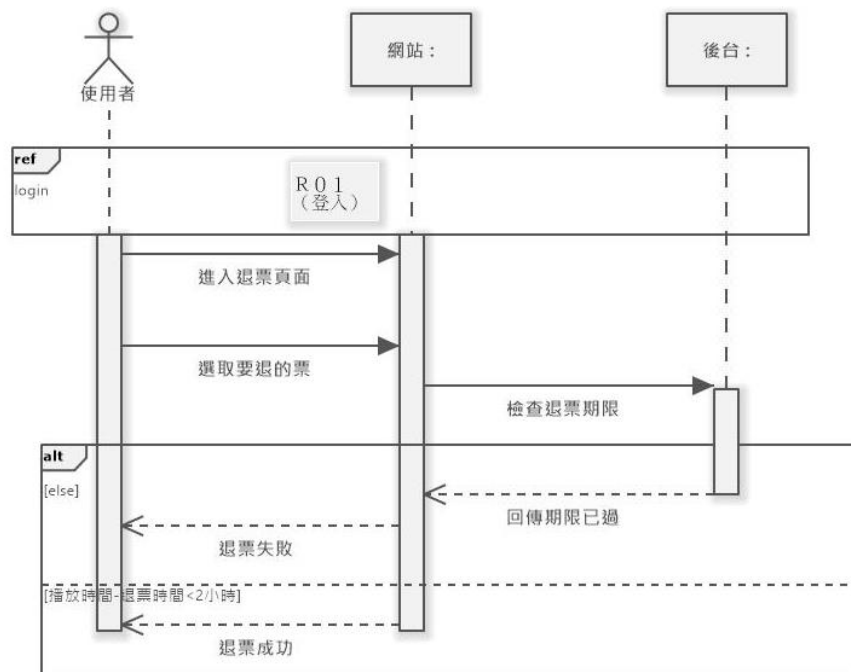 網站 :
後台 :
使用者
ref
login
R01
(登入)
進入退票頁面
選取要退的票
檢查退票期限
alt
[else]
回傳期限已過
退票失敗
[播放時間-退票時間<2小時]
退票成功